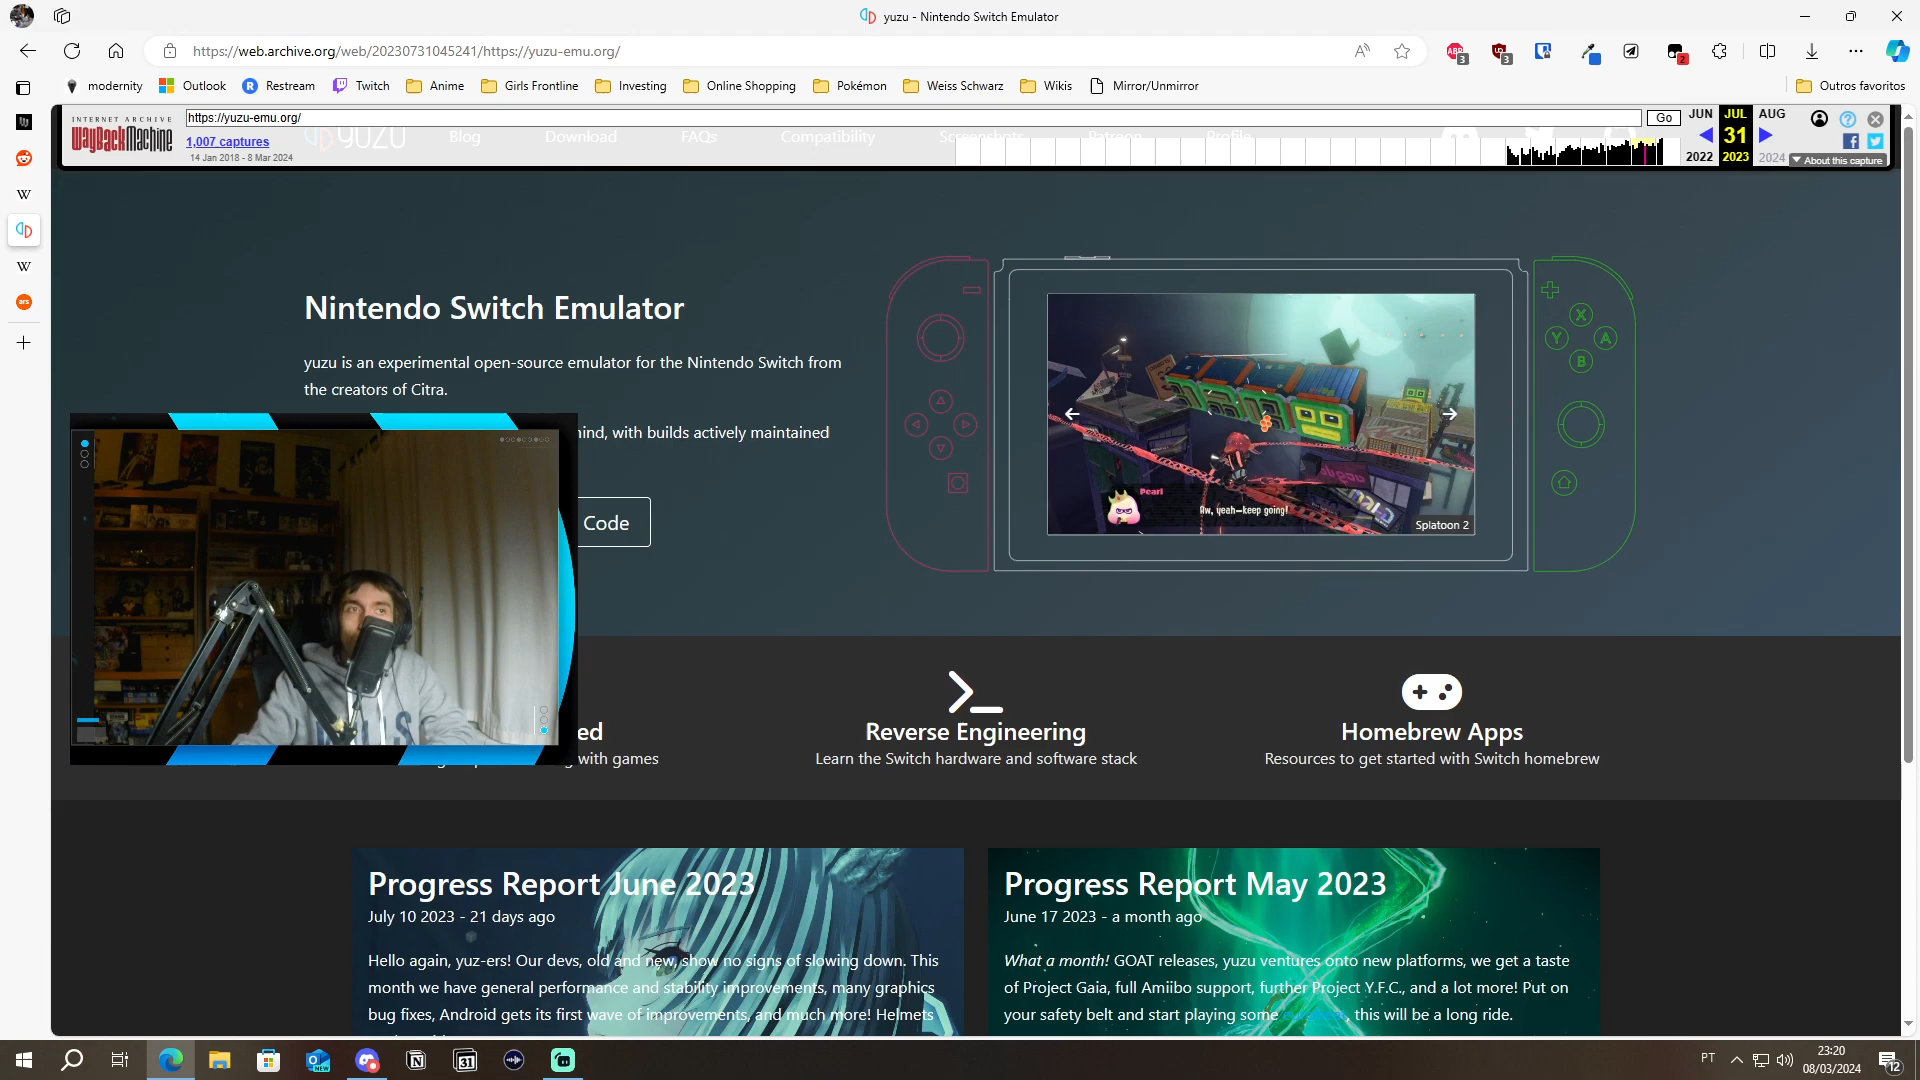 yuzu - Nintendo Switch Emulator
https://web.archive.org/web/20230731045241/https://yuzu-emu.org/
modernity
Outlook
Restream
Twitch
Anime
Girls Frontline
Investing
Online Shopping
Pokémon
Weiss Schwarz
Wikis
Mirror/Unmirror
Outros favoritos
INTERNET ARCHIVE
WayBackMachine
https://yuzu-emu.org/
Go
1,007 captures
14 Jan 2018 - 8 Mar 2024
JUN
JUL
AUG
31
2022
2023
2024
About this capture
yuzu
Blog
Download
FAQs
Compatibility
Screenshots
Patreon
Profile
Nintendo Switch Emulator
yuzu is an experimental open-source emulator for the Nintendo Switch from
the creators of Citra.
mind, with builds actively maintained
Code
X
Y
A
B
Pearl
Aw, yeah—keep going!
Splatoon 2
ed
with games
Reverse Engineering
Learn the Switch hardware and software stack
Homebrew Apps
Resources to get started with Switch homebrew
Progress Report June 2023
July 10 2023 - 21 days ago
Hello again, yuz-ers! Our devs, old and new, show no signs of slowing down. This
month we have general performance and stability improvements, many graphics
bug fixes, Android gets its first wave of improvements, and much more! Helmets
Progress Report May 2023
June 17 2023 - a month ago
What a month! GOAT releases, yuzu ventures onto new platforms, we get a taste
of Project Gaia, full Amiibo support, further Project Y.F.C., and a lot more! Put on
your safety belt and start playing some , this will be a long ride.
PT
23:20
08/03/2024
12